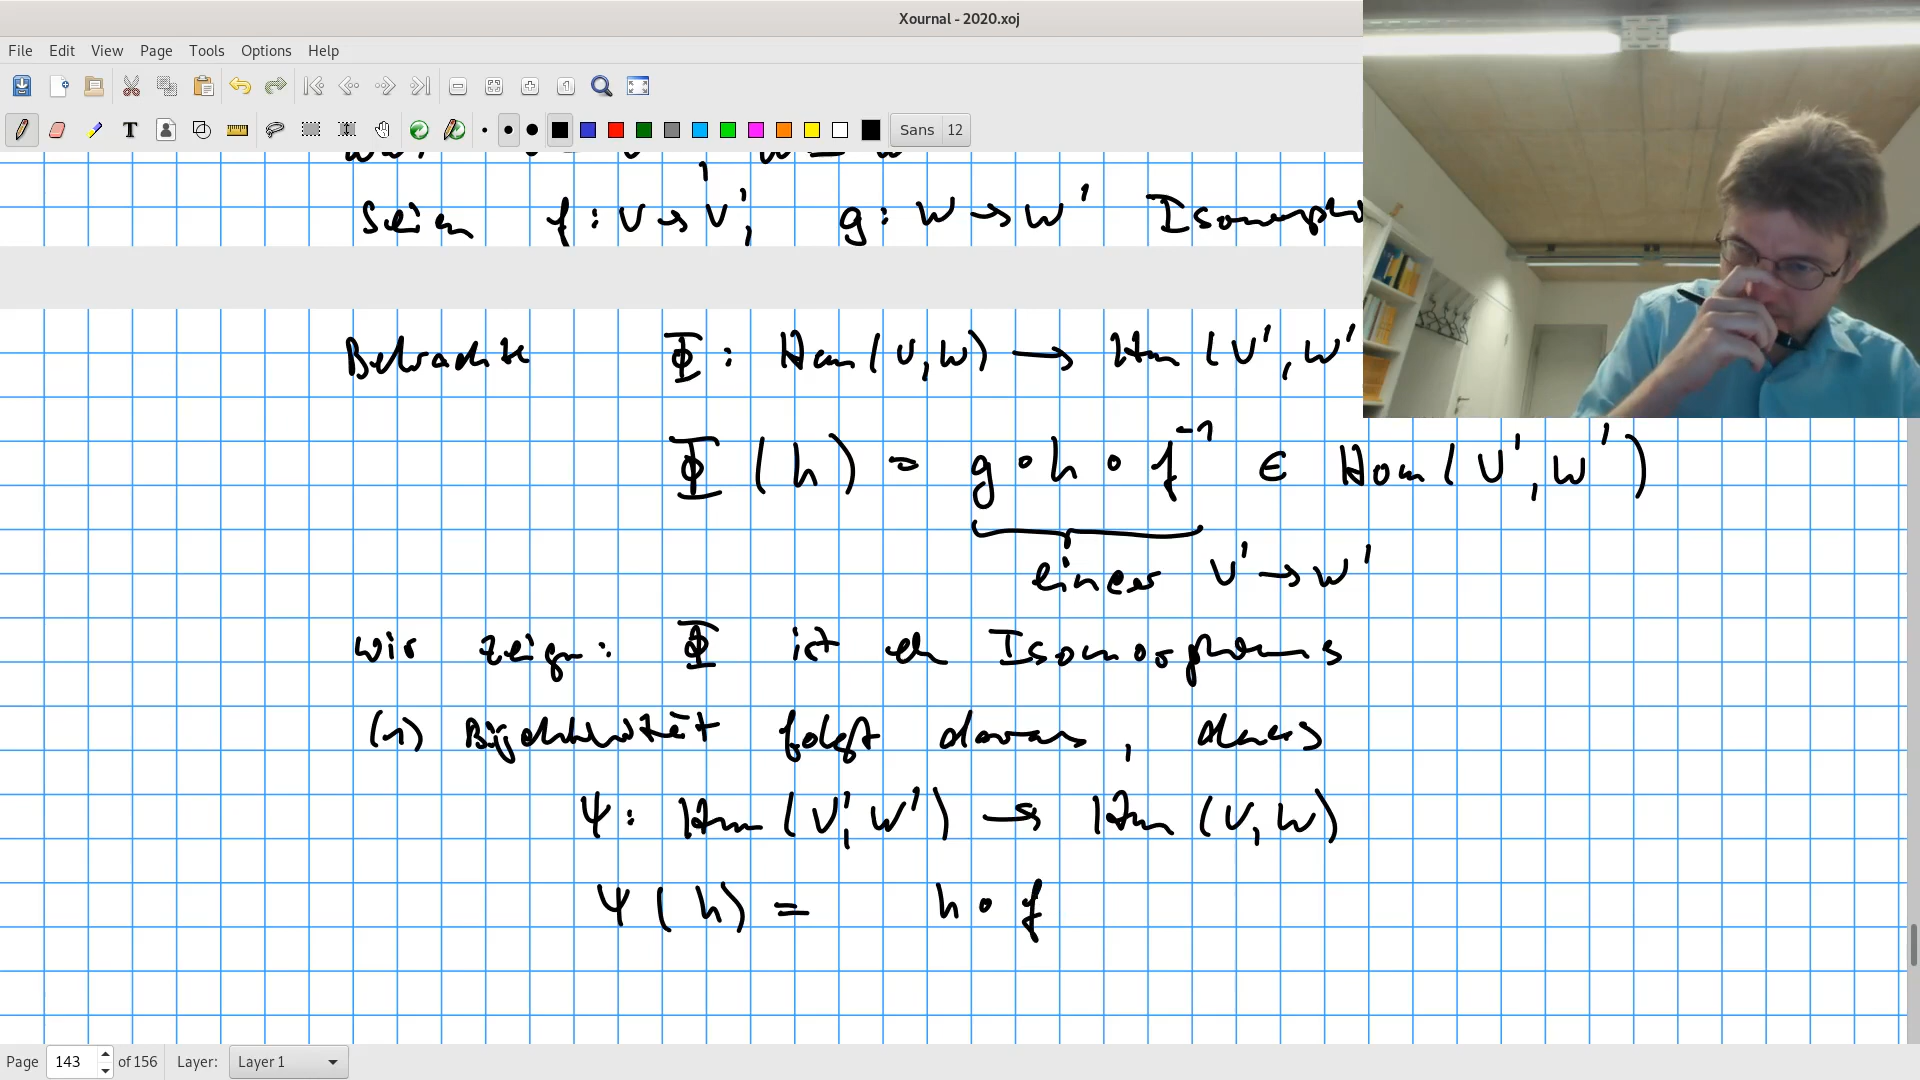 Xournal - 2020.xoj
File Edit View Page Tools Options Help
Sans 12
Seien f : V → V', g : W → W' Isomorph
Betrachte Φ : Hom(V,W) → Hom(V',W'
Φ(h) = g ∘ h ∘ f⁻¹ ∈ Hom(V',W')
linear V' → W'
Wir zeigen: Φ ist ein Isomorphismus
(1) Bijektivität folgt daraus, dass
Ψ : Hom(V',W') → Hom(V,W)
Ψ(h) = h ∘ f
Page 143 of 156 Layer: Layer 1